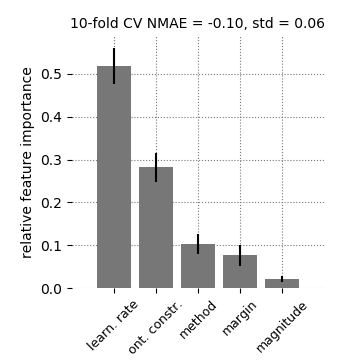 10-fold CV NMAE = -0.10, std = 0.06
relative feature importance
0.5
0.4
0.3
0.2
0.1
0.0
learn. rate
ont. constr.
method
margin
magnitude